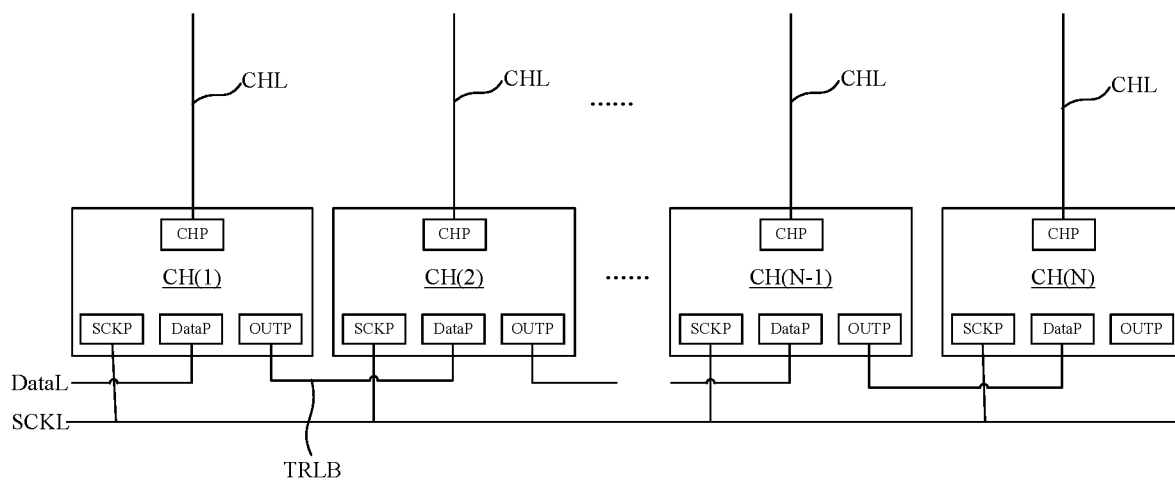 CHL CHL CHL CHL
......
CHP CHP CHP CHP
CH(1) CH(2) ...... CH(N-1) CH(N)
SCKP DataP OUTP SCKP DataP OUTP SCKP DataP OUTP SCKP DataP OUTP
DataL
SCKL
TRLB